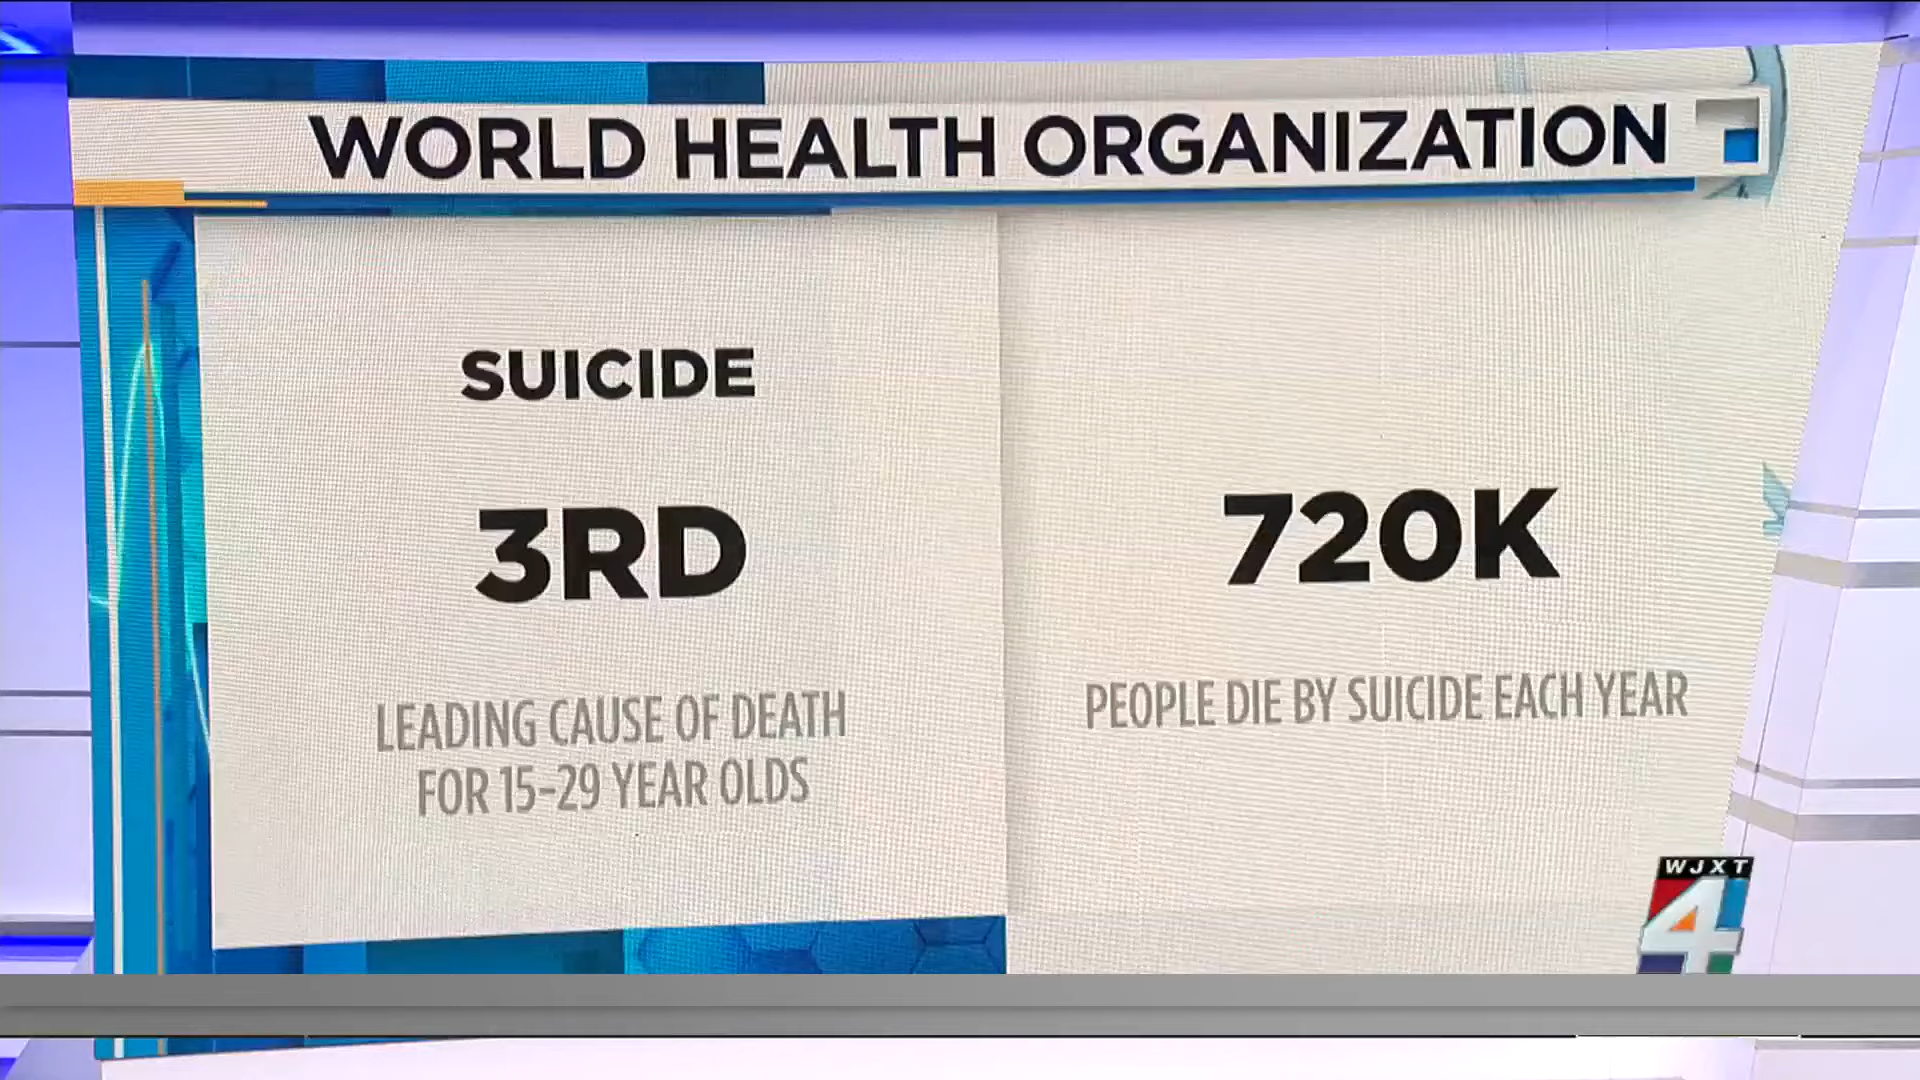 WORLD HEALTH ORGANIZATION
SUICIDE
3RD
LEADING CAUSE OF DEATH
FOR 15-29 YEAR OLDS
720K
PEOPLE DIE BY SUICIDE EACH YEAR
WJXT
4